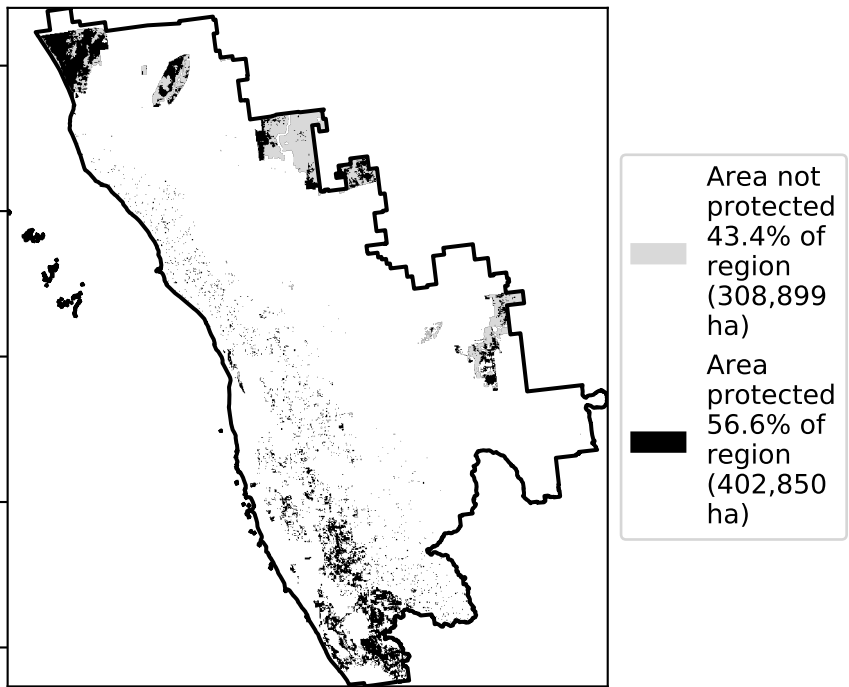 Area not
protected
43.4% of
region
(308,899
ha)
Area
protected
56.6% of
region
(402,850
ha)